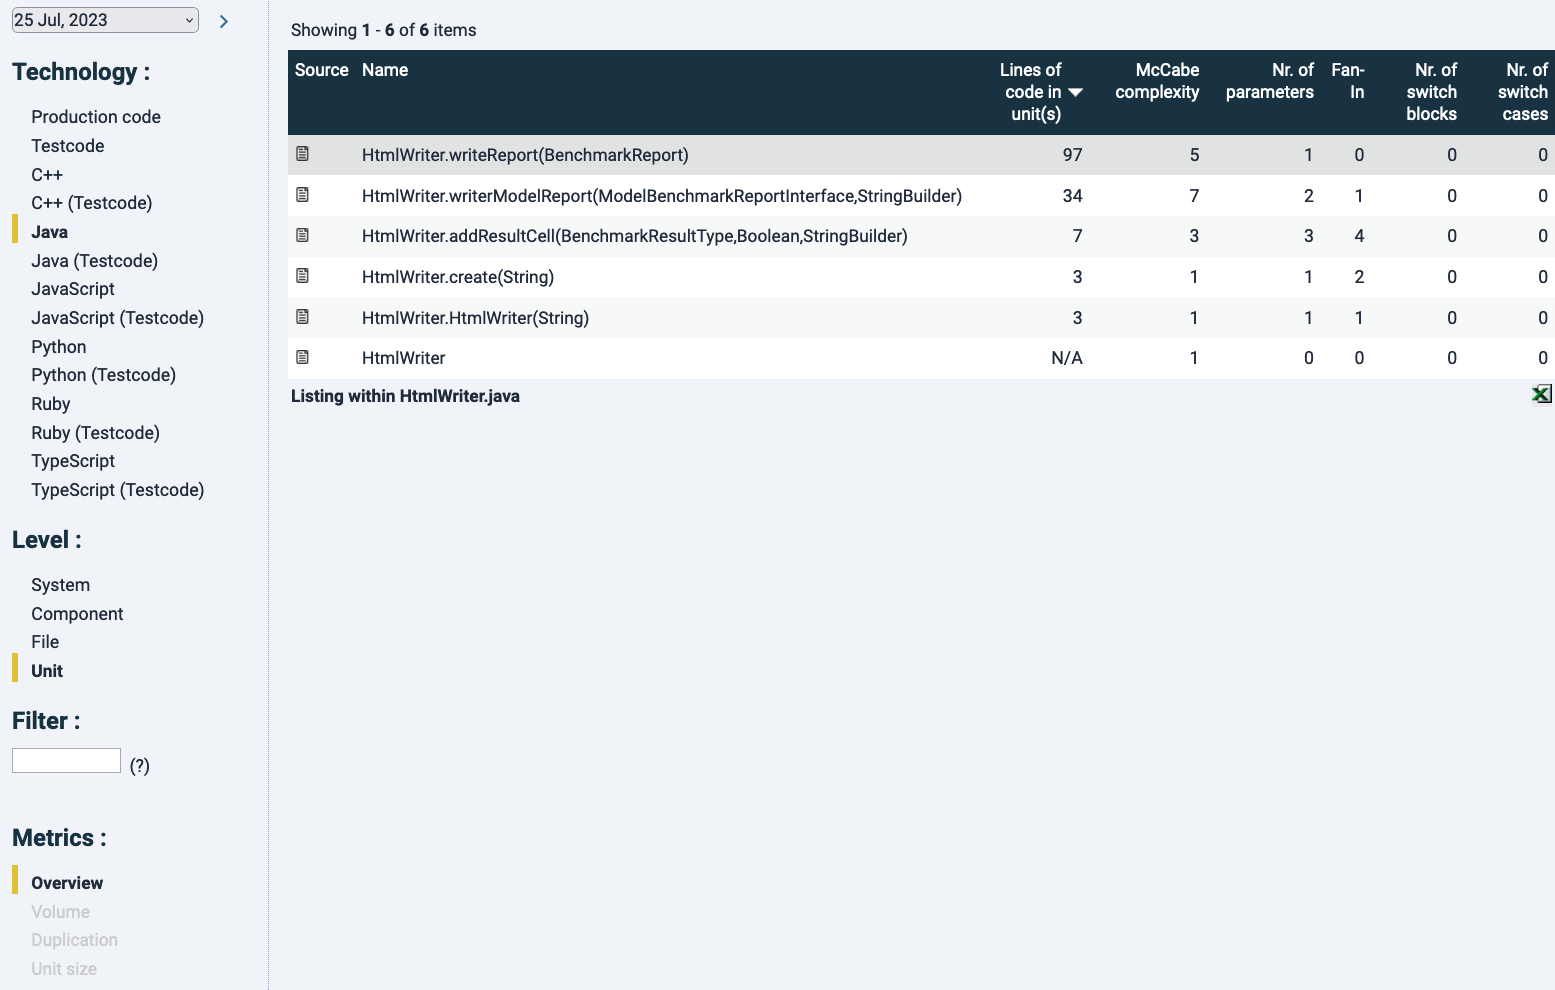 25 Jul, 2023
Technology :
Production code
Testcode
C++
C++ (Testcode)
Java
Java (Testcode)
JavaScript
JavaScript (Testcode)
Python
Python (Testcode)
Ruby
Ruby (Testcode)
TypeScript
TypeScript (Testcode)
Level :
System
Component
File
Unit
Filter :
(?)
Metrics :
Overview
Volume
Duplication
Unit size
Showing 1 - 6 of 6 items
Source Name Lines of code in unit(s) McCabe complexity Nr. of parameters Fan-In Nr. of switch blocks Nr. of switch cases
HtmlWriter.writeReport(BenchmarkReport) 97 5 1 0 0 0
HtmlWriter.writerModelReport(ModelBenchmarkReportInterface,StringBuilder) 34 7 2 1 0 0
HtmlWriter.addResultCell(BenchmarkResultType,Boolean,StringBuilder) 7 3 3 4 0 0
HtmlWriter.create(String) 3 1 1 2 0 0
HtmlWriter.HtmlWriter(String) 3 1 1 1 0 0
HtmlWriter N/A 1 0 0 0 0
Listing within HtmlWriter.java